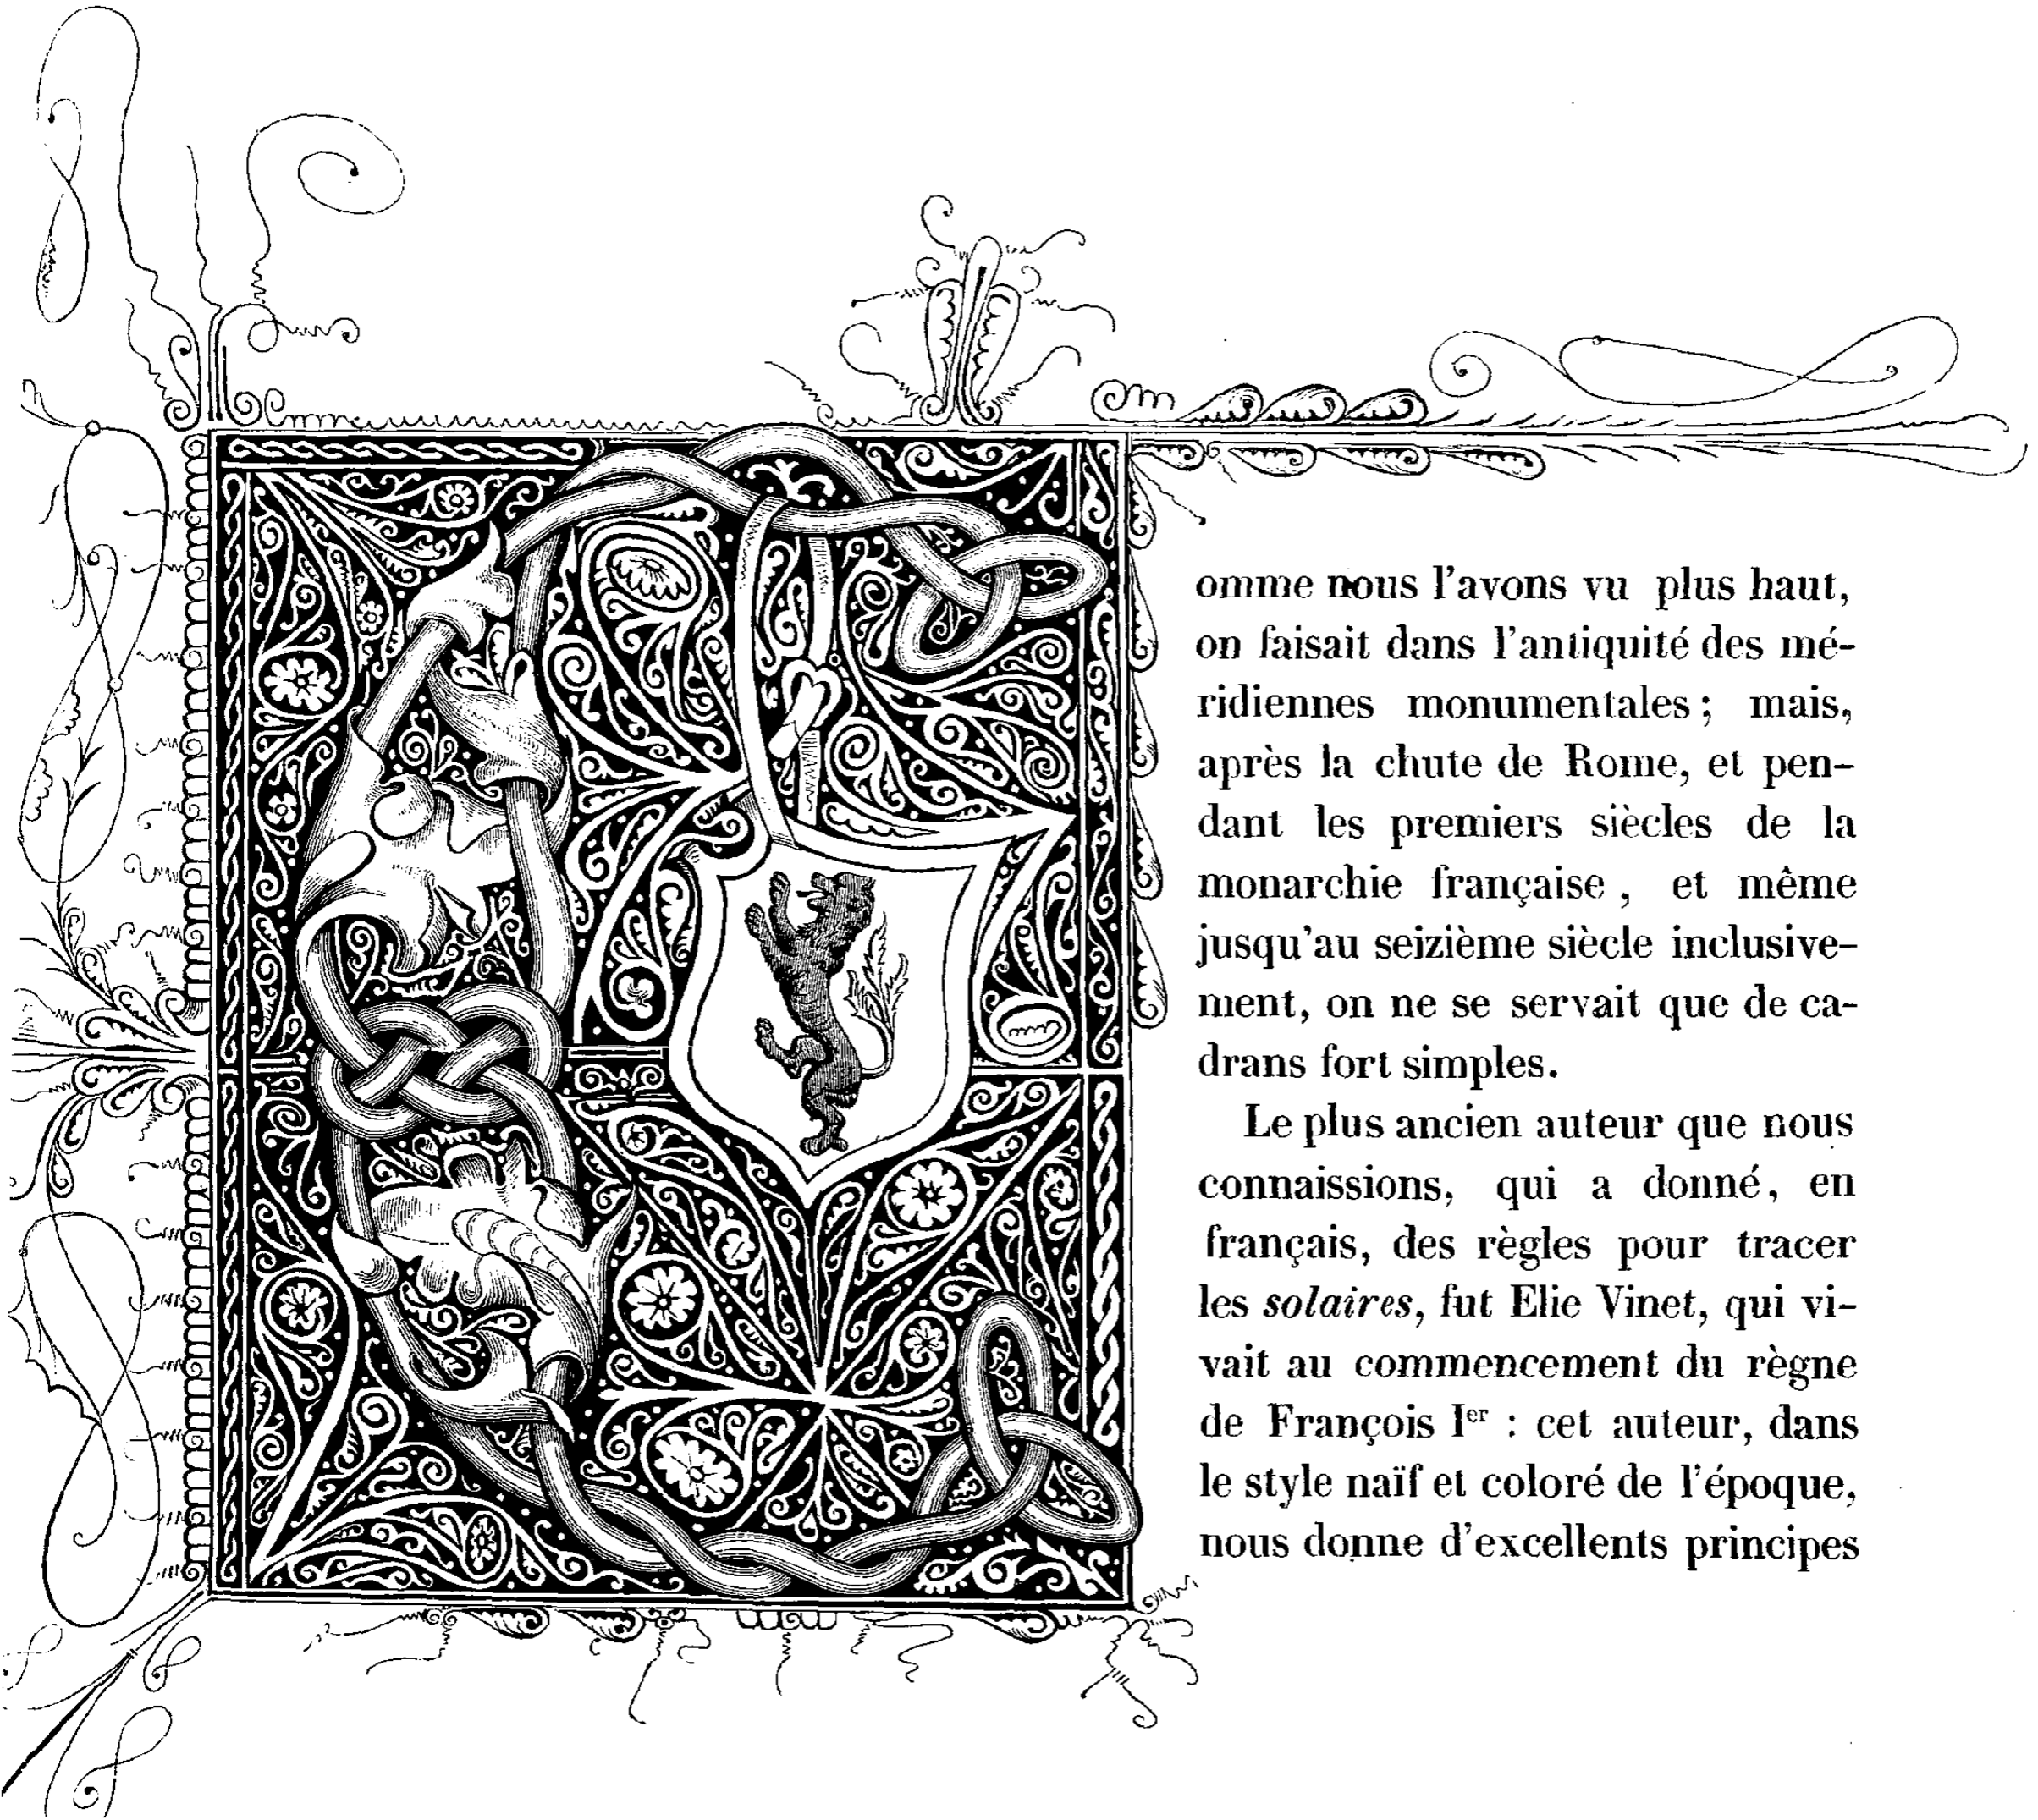 Comme nous l'avons vu plus haut,
on faisait dans l'antiquité des mé-
ridiennes monumentales ; mais,
après la chute de Rome, et pen-
dant les premiers siècles de la
monarchie française , et même
jusqu'au seizième siècle inclusive-
ment, on ne se servait que de ca-
drans fort simples.
Le plus ancien auteur que nous
connaissions, qui a donné, en
français, des règles pour tracer
les solaires, fut Elie Vinet, qui vi-
vait au commencement du règne
de François Ier : cet auteur, dans
le style naïf et coloré de l'époque,
nous donne d'excellents principes